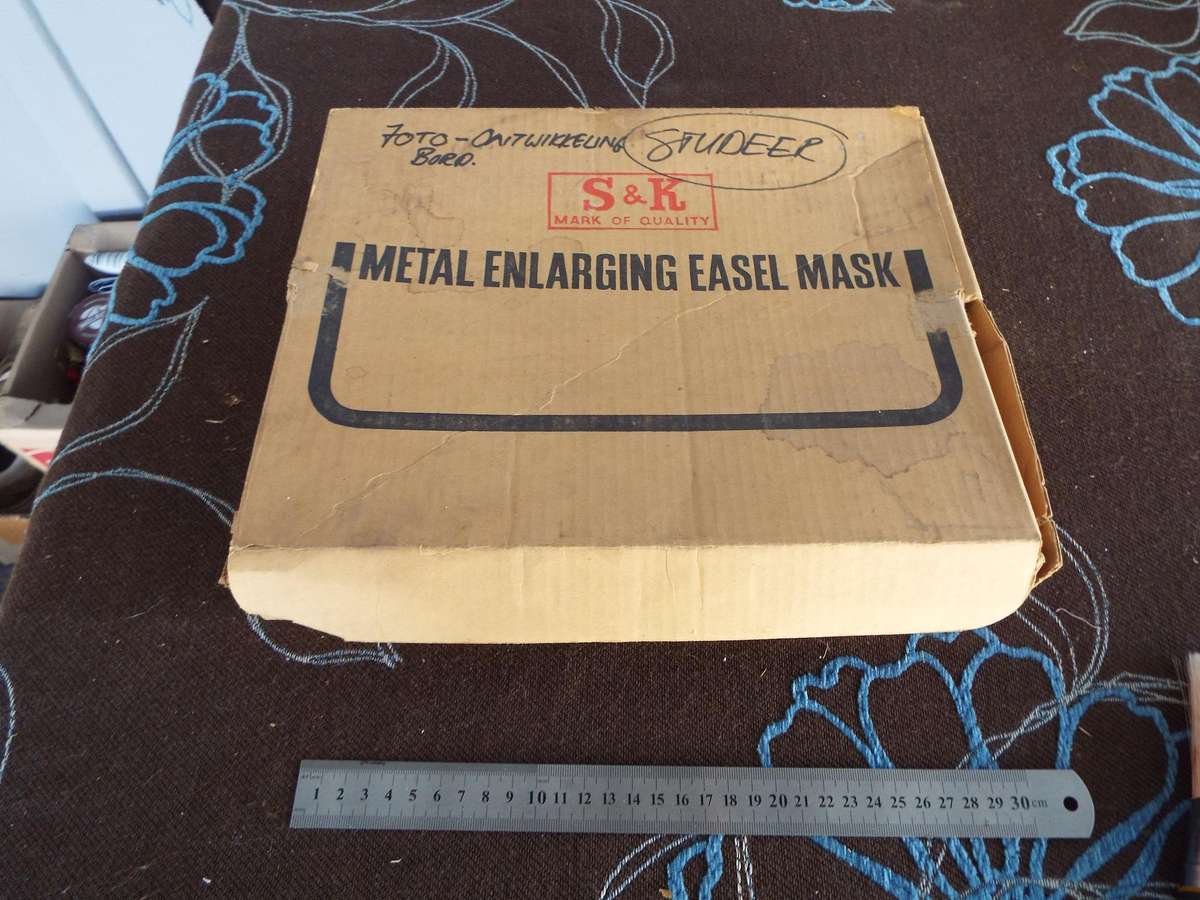 FOTO-ONTWIKKELING STUDEER
BORD.
S&K
MARK OF QUALITY
METAL ENLARGING EASEL MASK
1 2 3 4 5 6 7 8 9 10 11 12 13 14 15 16 17 18 19 20 21 22 23 24 25 26 27 28 29 30 cm